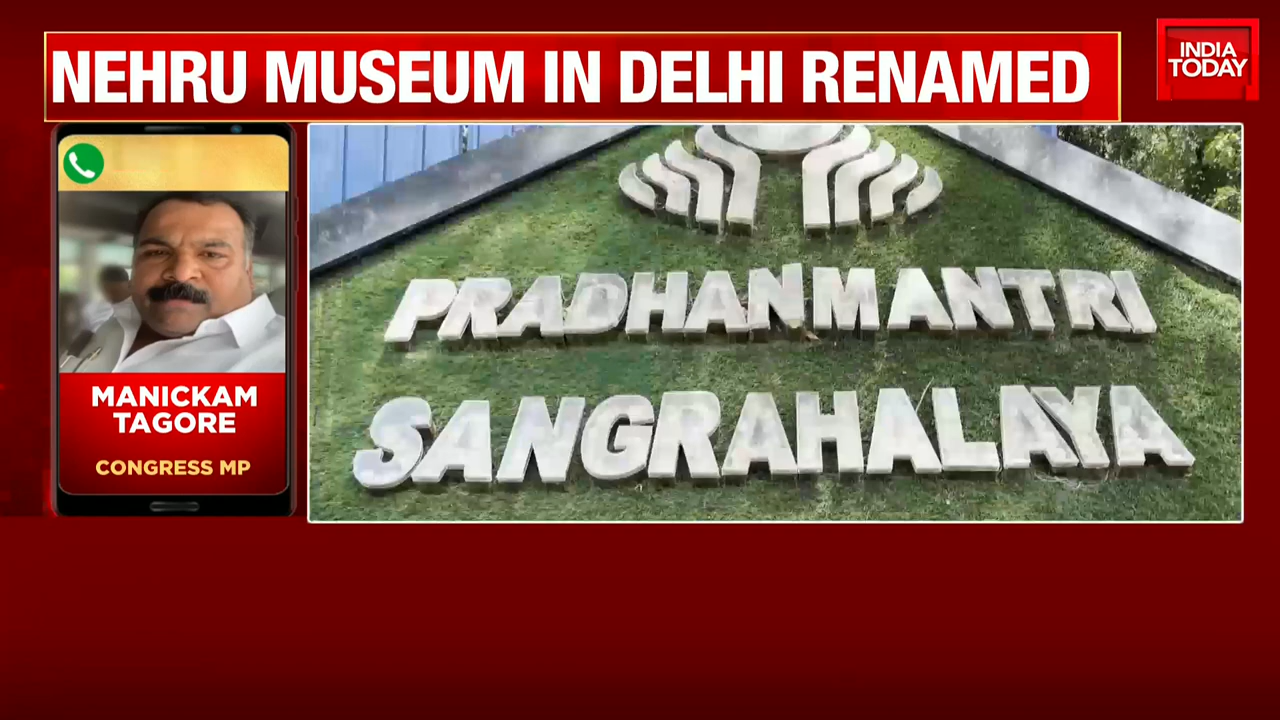 NEHRU MUSEUM IN DELHI RENAMED
INDIA
TODAY
MANICKAM
TAGORE
CONGRESS MP
PRADHANMANTRI
SANGRAHALAYA